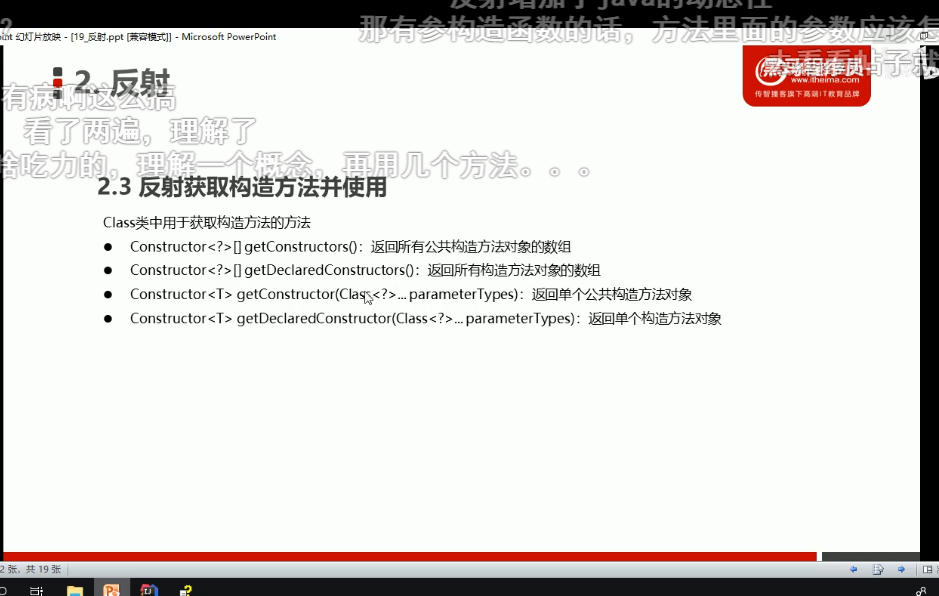 反射增加了java的动态性
那有参构造函数的话，方法里面的参数应该
幻灯片放映 - [19_反射.ppt [兼容模式]] - Microsoft PowerPoint
2. 反射
www.itheima.com
传智播客旗下高端IT教育品牌
有病啊这么搞
看了两遍，理解了
吃力的，理解一个概念，再用几个方法。。。
2.3 反射获取构造方法并使用
Class类中用于获取构造方法的方法
● Constructor<?>[] getConstructors()：返回所有公共构造方法对象的数组
● Constructor<?>[] getDeclaredConstructors()：返回所有构造方法对象的数组
● Constructor<T> getConstructor(Class<?>... parameterTypes)：返回单个公共构造方法对象
● Constructor<T> getDeclaredConstructor(Class<?>... parameterTypes)：返回单个构造方法对象
2 张，共 19 张